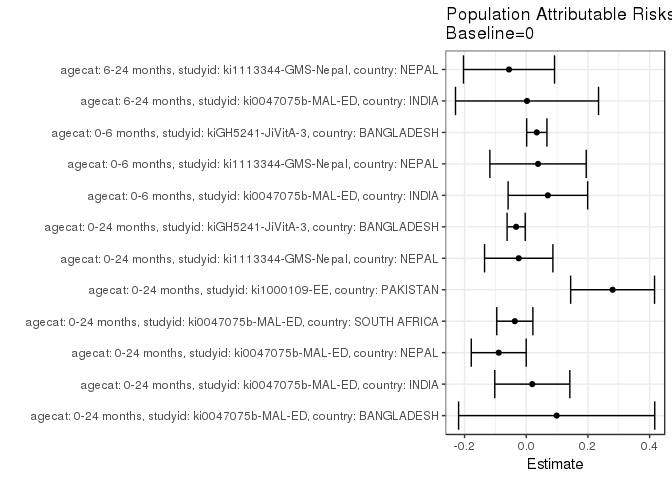 Population Attributable Risks
Baseline=0
agecat: 6-24 months, studyid: ki1113344-GMS-Nepal, country: NEPAL
agecat: 6-24 months, studyid: ki0047075b-MAL-ED, country: INDIA
agecat: 0-6 months, studyid: kiGH5241-JiVitA-3, country: BANGLADESH
agecat: 0-6 months, studyid: ki1113344-GMS-Nepal, country: NEPAL
agecat: 0-6 months, studyid: ki0047075b-MAL-ED, country: INDIA
agecat: 0-24 months, studyid: kiGH5241-JiVitA-3, country: BANGLADESH
agecat: 0-24 months, studyid: ki1113344-GMS-Nepal, country: NEPAL
agecat: 0-24 months, studyid: ki1000109-EE, country: PAKISTAN
agecat: 0-24 months, studyid: ki0047075b-MAL-ED, country: SOUTH AFRICA
agecat: 0-24 months, studyid: ki0047075b-MAL-ED, country: NEPAL
agecat: 0-24 months, studyid: ki0047075b-MAL-ED, country: INDIA
agecat: 0-24 months, studyid: ki0047075b-MAL-ED, country: BANGLADESH
-0.2 0.0 0.2 0.4
Estimate